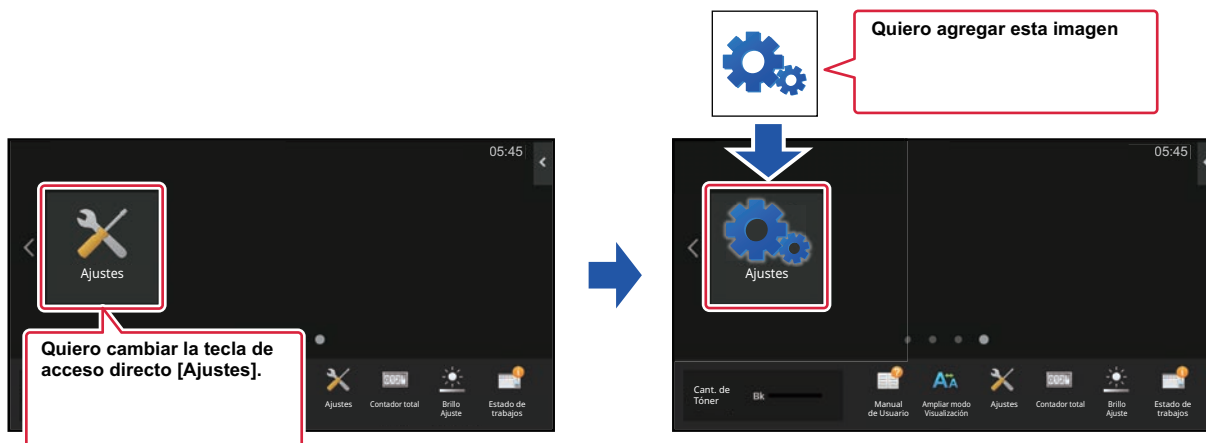 Quiero agregar esta imagen
05:45
Ajustes
Quiero cambiar la tecla de
acceso directo [Ajustes].
Ajustes
Contador total
Brillo
Ajuste
Estado de
trabajos
05:45
Ajustes
Cant. de
Tóner
Bk
Manual
de Usuario
Ampliar modo
Visualización
Ajustes
Contador total
Brillo
Ajuste
Estado de
trabajos